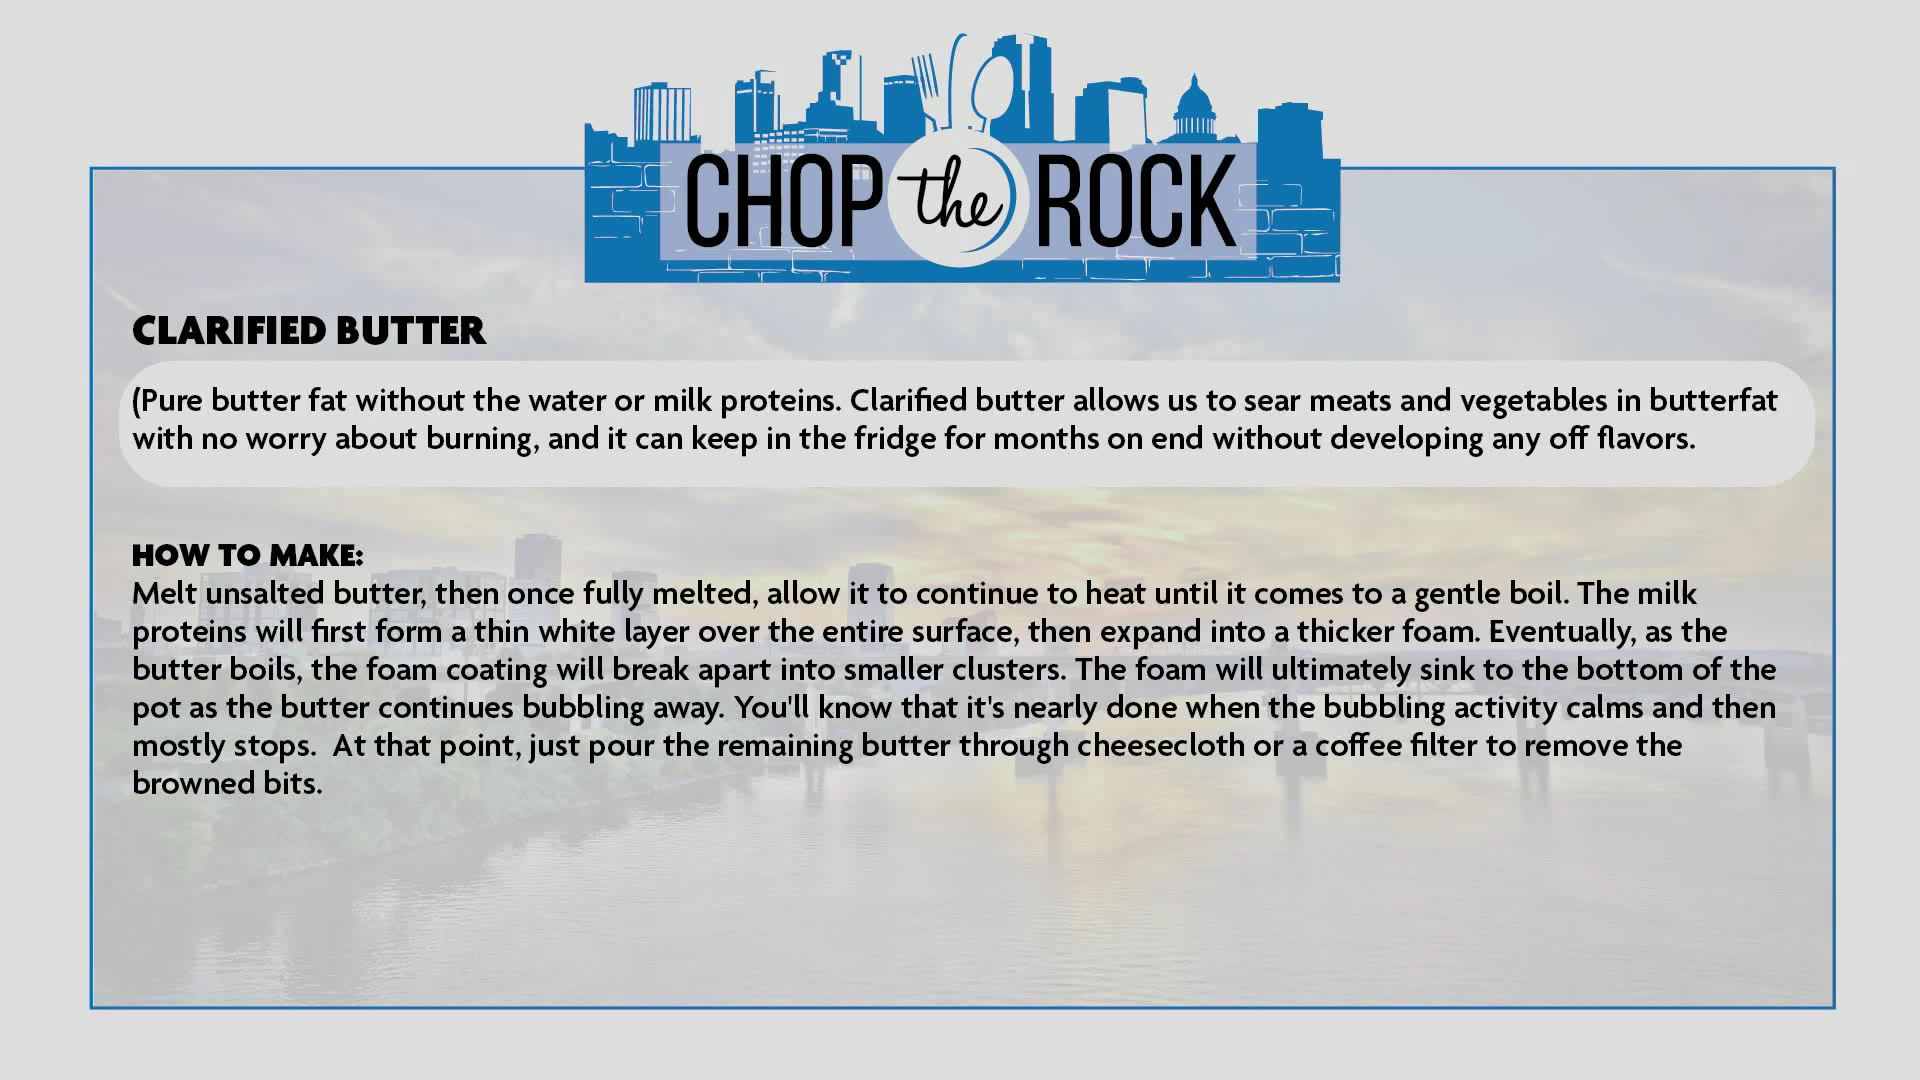 CHOP the ROCK
CLARIFIED BUTTER
(Pure butter fat without the water or milk proteins. Clarified butter allows us to sear meats and vegetables in butterfat
with no worry about burning, and it can keep in the fridge for months on end without developing any off flavors.
HOW TO MAKE:
Melt unsalted butter, then once fully melted, allow it to continue to heat until it comes to a gentle boil. The milk
proteins will first form a thin white layer over the entire surface, then expand into a thicker foam. Eventually, as the
butter boils, the foam coating will break apart into smaller clusters. The foam will ultimately sink to the bottom of the
pot as the butter continues bubbling away. You'll know that it's nearly done when the bubbling activity calms and then
mostly stops.  At that point, just pour the remaining butter through cheesecloth or a coffee filter to remove the
browned bits.